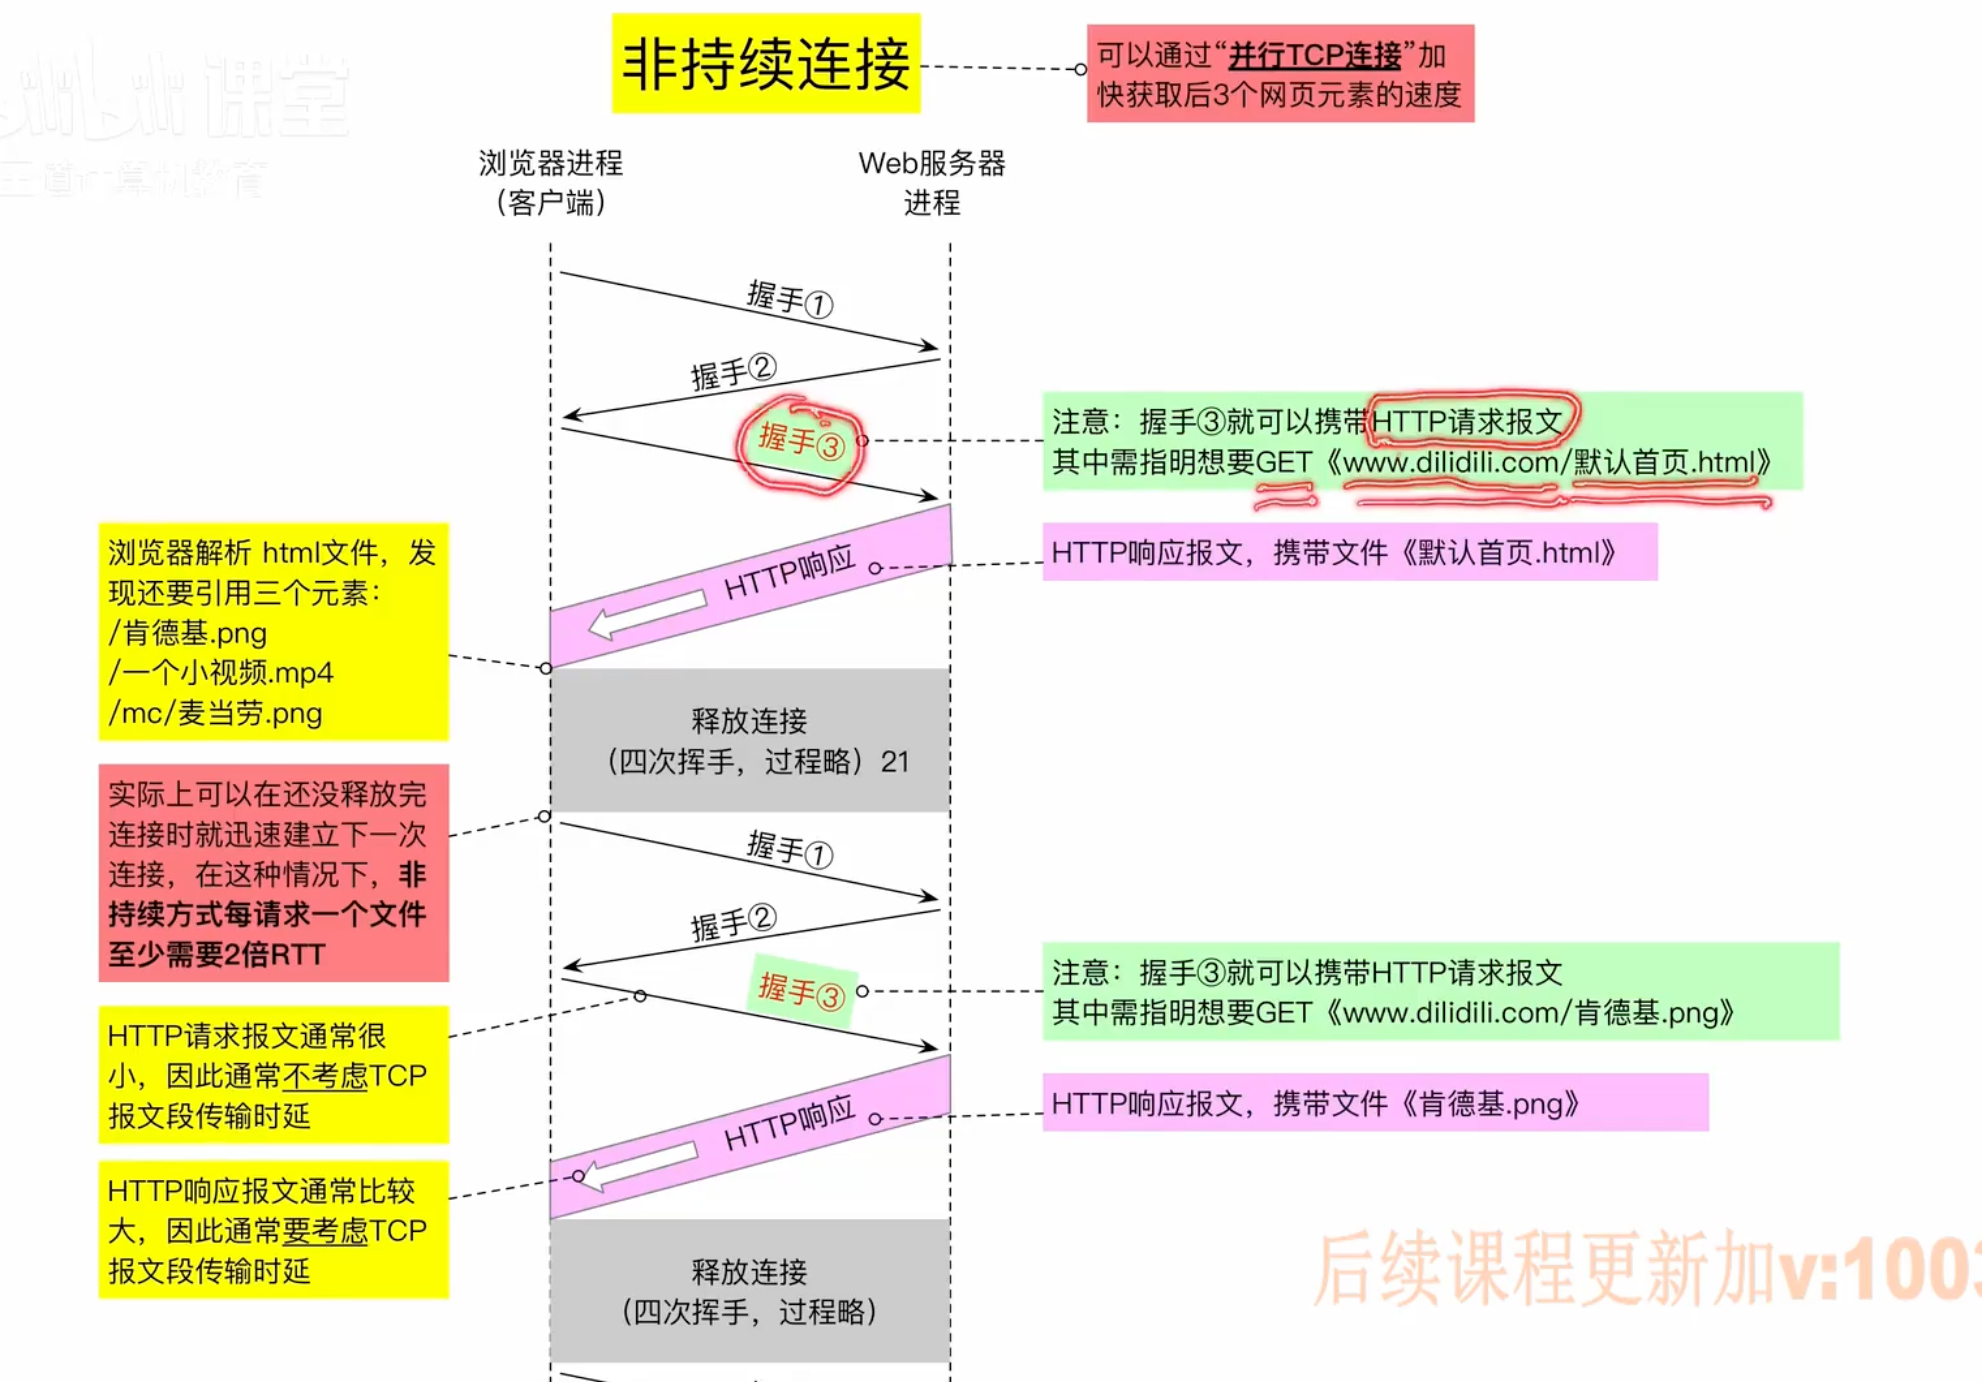 课堂
王道计算机教育
非持续连接
可以通过“并行TCP连接”加
快获取后3个网页元素的速度
浏览器进程
（客户端）
Web服务器
进程
握手①
握手②
握手③
注意：握手③就可以携带HTTP请求报文
其中需指明想要GET《www.dilidili.com/默认首页.html》
HTTP响应
HTTP响应报文，携带文件《默认首页.html》
浏览器解析 html文件，发
现还要引用三个元素：
/肯德基.png
/一个小视频.mp4
/mc/麦当劳.png
释放连接
（四次挥手，过程略）21
实际上可以在还没释放完
连接时就迅速建立下一次
连接，在这种情况下，非
持续方式每请求一个文件
至少需要2倍RTT
握手①
握手②
握手③
注意：握手③就可以携带HTTP请求报文
其中需指明想要GET《www.dilidili.com/肯德基.png》
HTTP请求报文通常很
小，因此通常不考虑TCP
报文段传输时延
HTTP响应
HTTP响应报文，携带文件《肯德基.png》
HTTP响应报文通常比较
大，因此通常要考虑TCP
报文段传输时延
释放连接
（四次挥手，过程略）
后续课程更新加v:1003